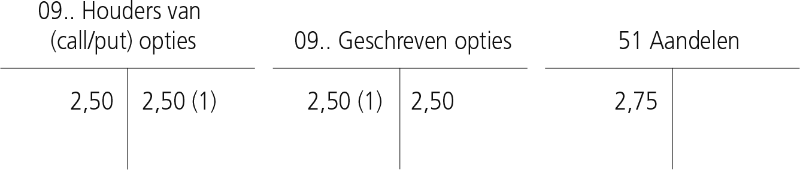 09.. Houders van
(call/put) opties
09.. Geschreven opties
51 Aandelen
2,50 2,50 (1)
2,50 (1) 2,50
2,75